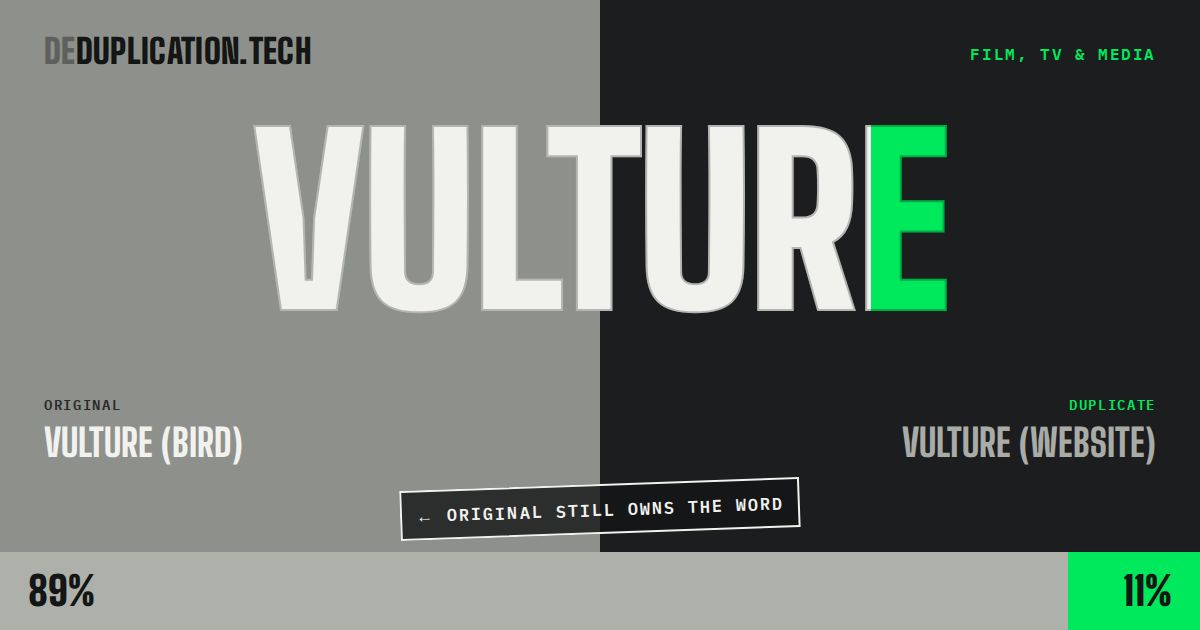 DEDUPLICATION.TECH
FILM, TV & MEDIA
VULTURE
ORIGINAL
VULTURE (BIRD)
DUPLICATE
VULTURE (WEBSITE)
← ORIGINAL STILL OWNS THE WORD
89%
11%